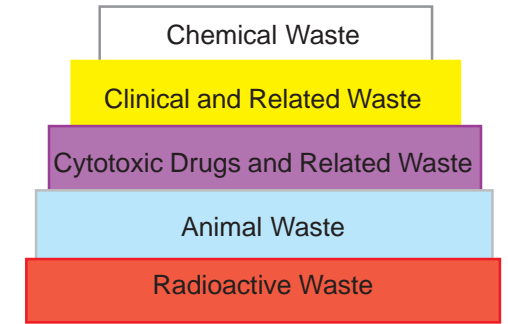 Chemical Waste
Clinical and Related Waste
Cytotoxic Drugs and Related Waste
Animal Waste
Radioactive Waste